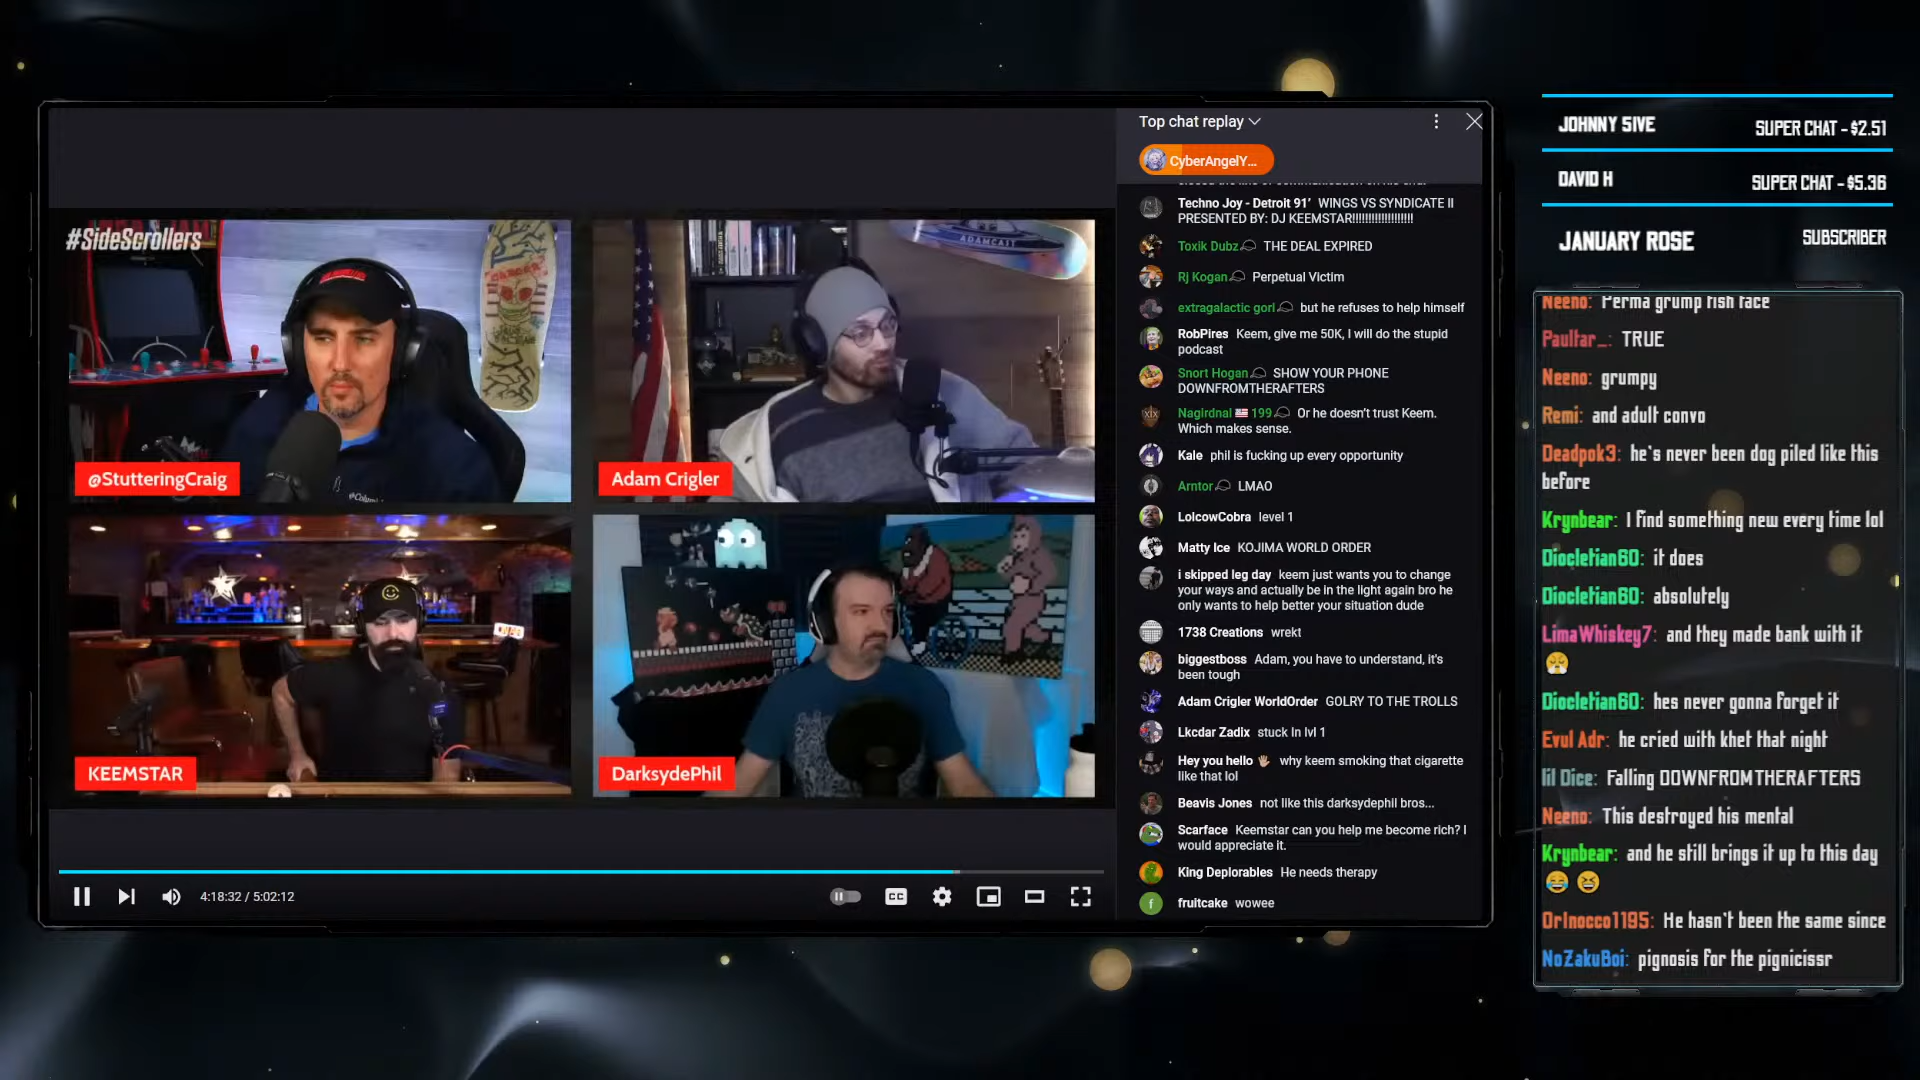 #SideScrollers
ADAMCAST
@StutteringCraig
Adam Crigler
KEEMSTAR
DarksydePhil
4:18:32 / 5:02:12
CC
Top chat replay
CyberAngelY...
Techno Joy - Detroit 91' WINGS VS SYNDICATE II
PRESENTED BY: DJ KEEMSTAR!!!!!!!!!!!!!!!!!!!!
Toxik Dubz THE DEAL EXPIRED
Rj Kogan Perpetual Victim
extragalactic gorl but he refuses to help himself
RobPires Keem, give me 50K, I will do the stupid
podcast
Snort Hogan SHOW YOUR PHONE
DOWNFROMTHERAFTERS
Nagirdnal 🇺🇸 199 Or he doesn't trust Keem.
Which makes sense.
Kale phil is fucking up every opportunity
Arntor LMAO
LolcowCobra level 1
Matty Ice KOJIMA WORLD ORDER
i skipped leg day keem just wants you to change
your ways and actually be in the light again bro he
only wants to help better your situation dude
1738 Creations wrekt
biggestboss Adam, you have to understand, it's
been tough
Adam Crigler WorldOrder GOLRY TO THE TROLLS
Lkcdar Zadix stuck in lvl 1
Hey you hello 🖐🏽 why keem smoking that cigarette
like that lol
Beavis Jones not like this darksydephil bros...
Scarface Keemstar can you help me become rich? I
would appreciate it.
King Deplorables He needs therapy
f fruitcake wowee
JOHNNY 5IVE SUPER CHAT - $2.51
DAVID H SUPER CHAT - $5.36
JANUARY ROSE SUBSCRIBER
Neeno: Perma grump fish face
Paultar_: TRUE
Neeno: grumpy
Remi: and adult convo
Deadpok3: he's never been dog piled like this
before
Krynbear: I find something new every time lol
Diocletian60: it does
Diocletian60: absolutely
LimaWhiskey7: and they made bank with it
😤
Diocletian60: hes never gonna forget it
Evul Adr: he cried with khet that night
lil Dice: Falling DOWNFROMTHERAFTERS
Neeno: This destroyed his mental
Krynbear: and he still brings it up to this day
😂 😆
Or1nocco1195: He hasn't been the same since
NoZakuBoi: pignosis for the pignicissr